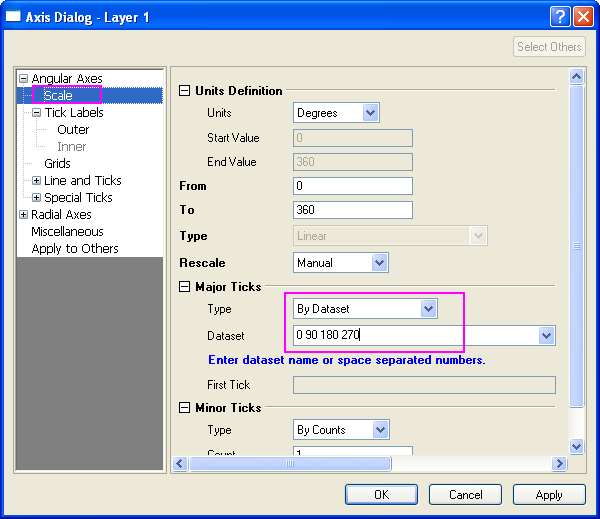 Axis Dialog - Layer 1
Select Others
Angular Axes
Scale
Tick Labels
Outer
Inner
Grids
Line and Ticks
Special Ticks
Radial Axes
Miscellaneous
Apply to Others
Units Definition
Units Degrees
Start Value 0
End Value 360
From 0
To 360
Type Linear
Rescale Manual
Major Ticks
Type By Dataset
Dataset 0 90 180 270
Enter dataset name or space separated numbers.
First Tick
Minor Ticks
Type By Counts
Count 1
OK Cancel Apply